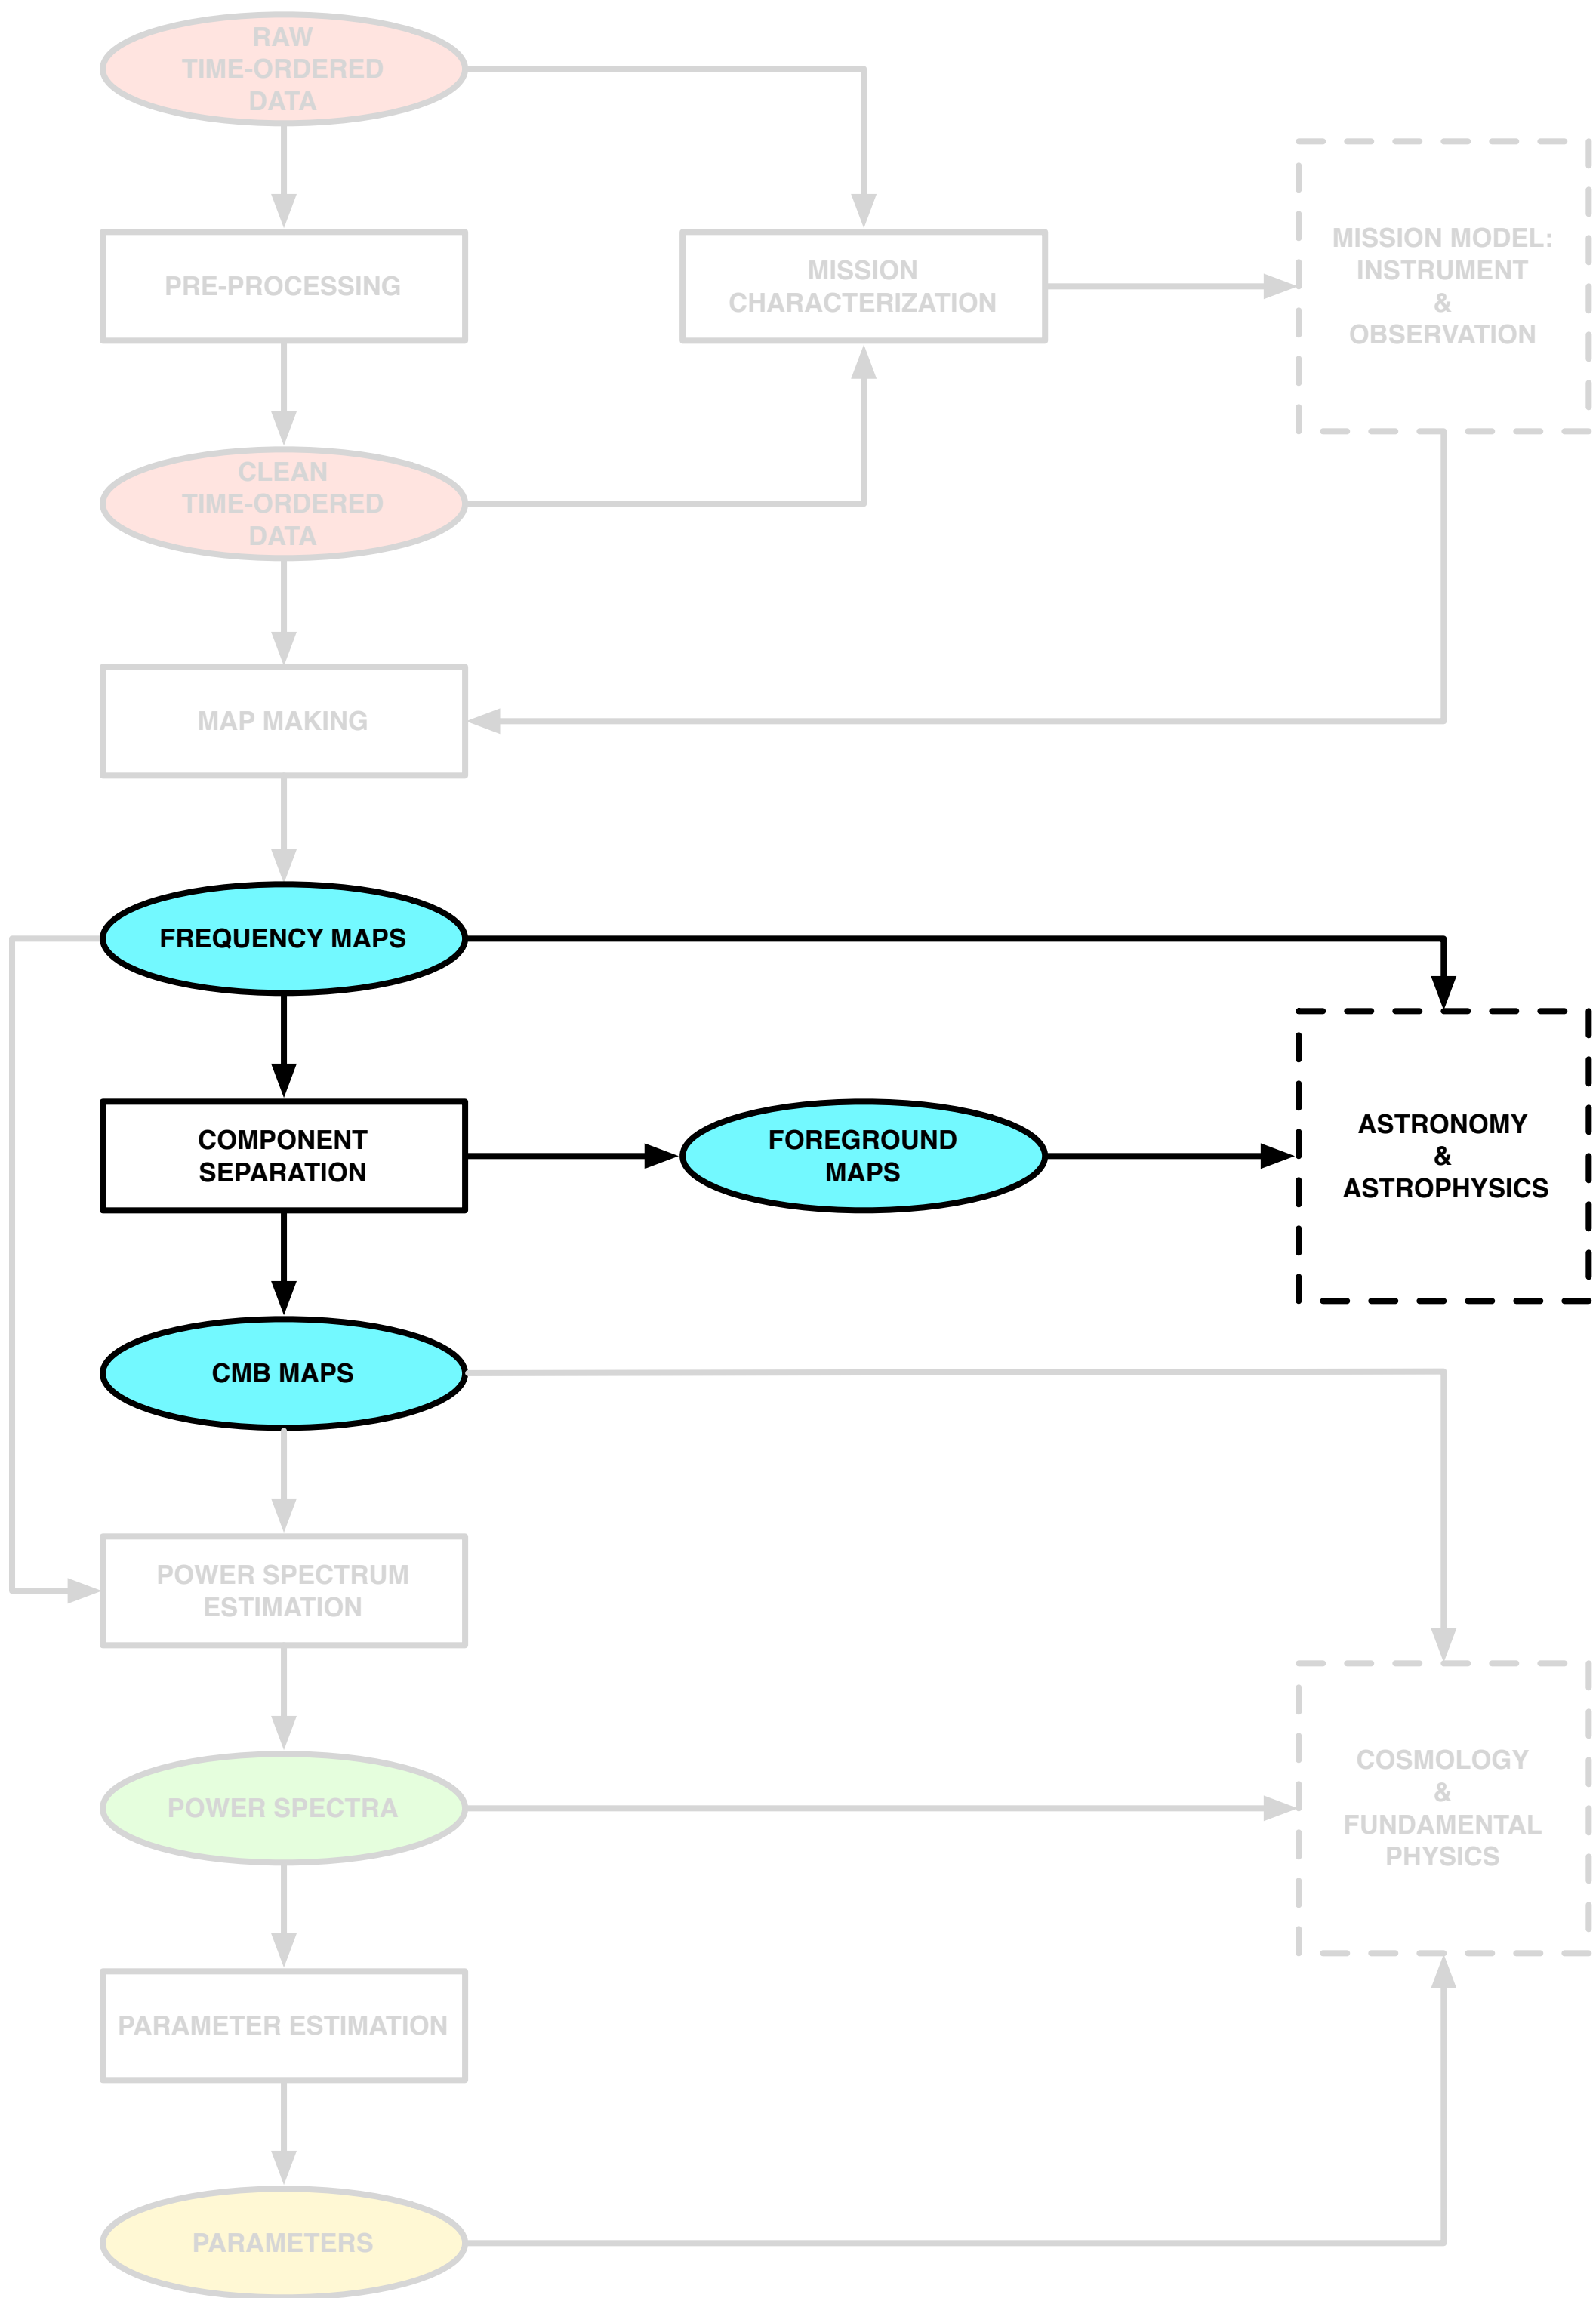 RAW
TIME-ORDERED
DATA
PRE-PROCESSING
MISSION
CHARACTERIZATION
MISSION MODEL:
INSTRUMENT
&
OBSERVATION
CLEAN
TIME-ORDERED
DATA
MAP MAKING
FREQUENCY MAPS
COMPONENT
SEPARATION
FOREGROUND
MAPS
ASTRONOMY
&
ASTROPHYSICS
CMB MAPS
POWER SPECTRUM
ESTIMATION
POWER SPECTRA
COSMOLOGY
&
FUNDAMENTAL
PHYSICS
PARAMETER ESTIMATION
PARAMETERS